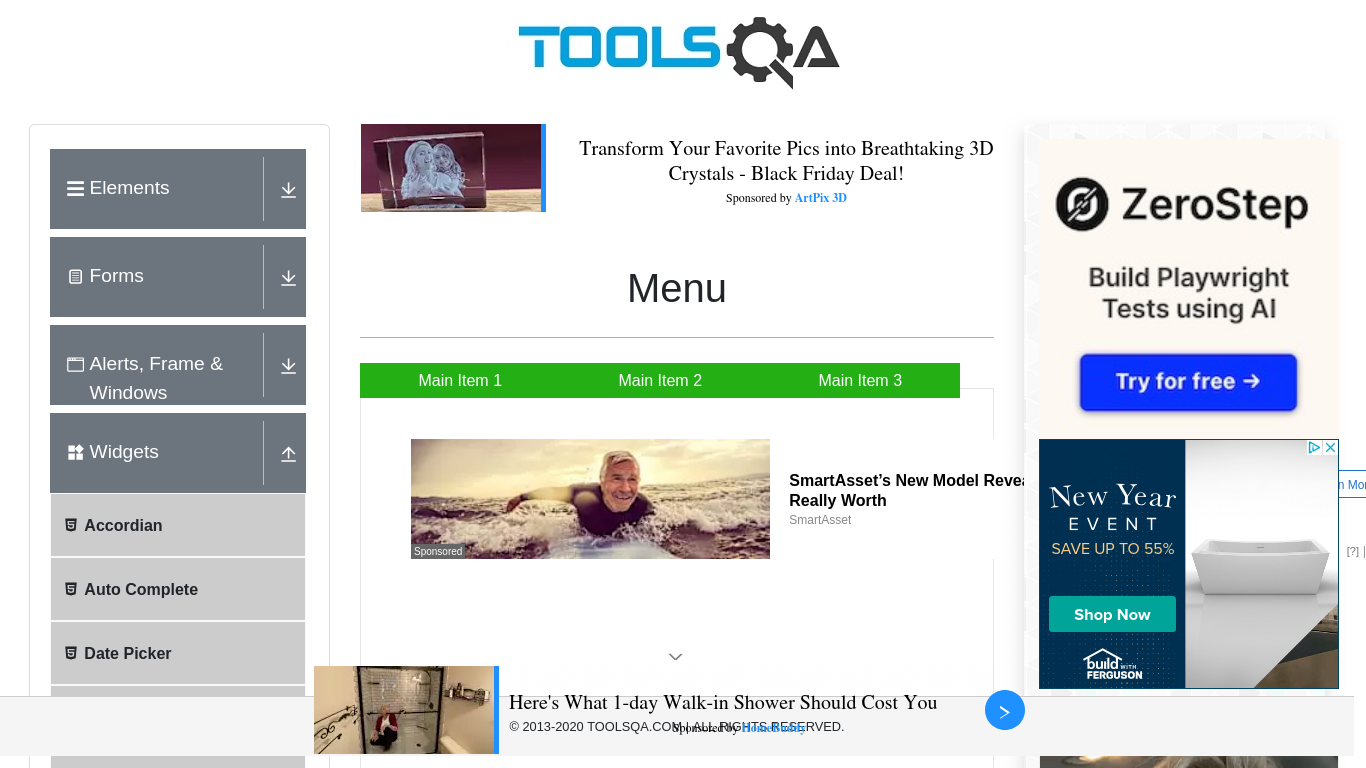 TOOLSQA
Elements
Forms
Alerts, Frame &
Windows
Widgets
Accordian
Auto Complete
Date Picker
Transform Your Favorite Pics into Breathtaking 3D
Crystals - Black Friday Deal!
Sponsored by ArtPix 3D
Menu
Main Item 1
Main Item 2
Main Item 3
Sponsored
SmartAsset’s New Model Revea
Really Worth
SmartAsset
ZeroStep
Build Playwright
Tests using AI
Try for free →
New Year
EVENT
SAVE UP TO 55%
Shop Now
build WITH
FERGUSON
n Mor
[?]
Here's What 1-day Walk-in Shower Should Cost You
© 2013-2020 TOOLSQA.COM | ALL RIGHTS RESERVED.
Sponsored by HomeBuddy